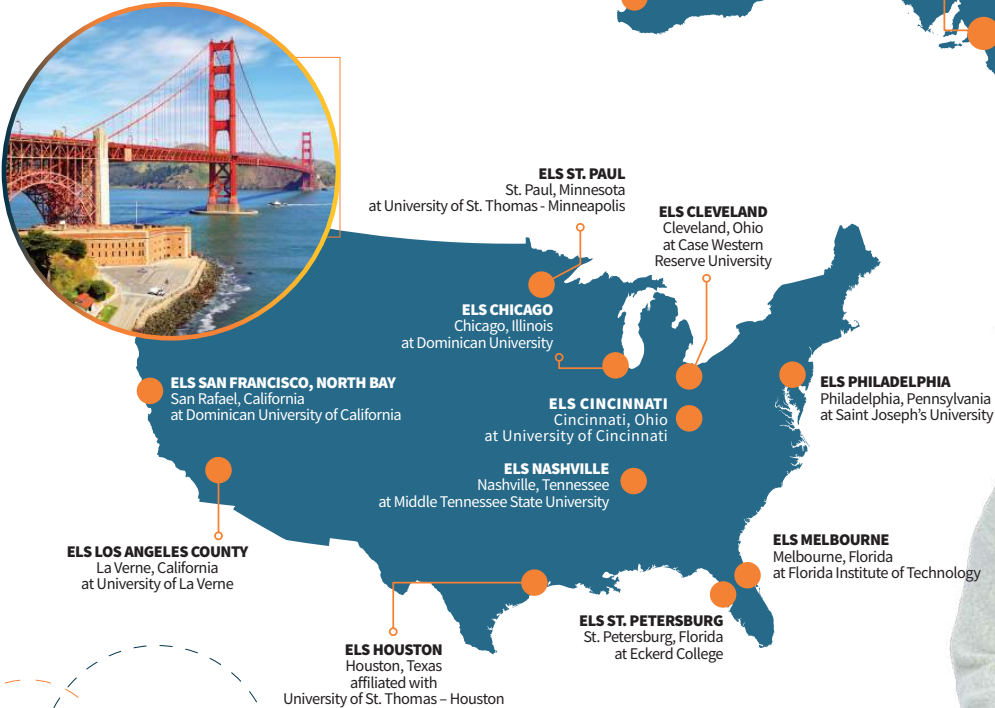 ELS ST. PAUL
St. Paul, Minnesota
at University of St. Thomas - Minneapolis
ELS CLEVELAND
Cleveland, Ohio
at Case Western
Reserve University
ELS CHICAGO
Chicago, Illinois
at Dominican University
ELS SAN FRANCISCO, NORTH BAY
San Rafael, California
at Dominican University of California
ELS CINCINNATI
Cincinnati, Ohio
at University of Cincinnati
ELS PHILADELPHIA
Philadelphia, Pennsylvania
at Saint Joseph's University
ELS NASHVILLE
Nashville, Tennessee
at Middle Tennessee State University
ELS LOS ANGELES COUNTY
La Verne, California
at University of La Verne
ELS MELBOURNE
Melbourne, Florida
at Florida Institute of Technology
ELS ST. PETERSBURG
St. Petersburg, Florida
at Eckerd College
ELS HOUSTON
Houston, Texas
affiliated with
University of St. Thomas – Houston